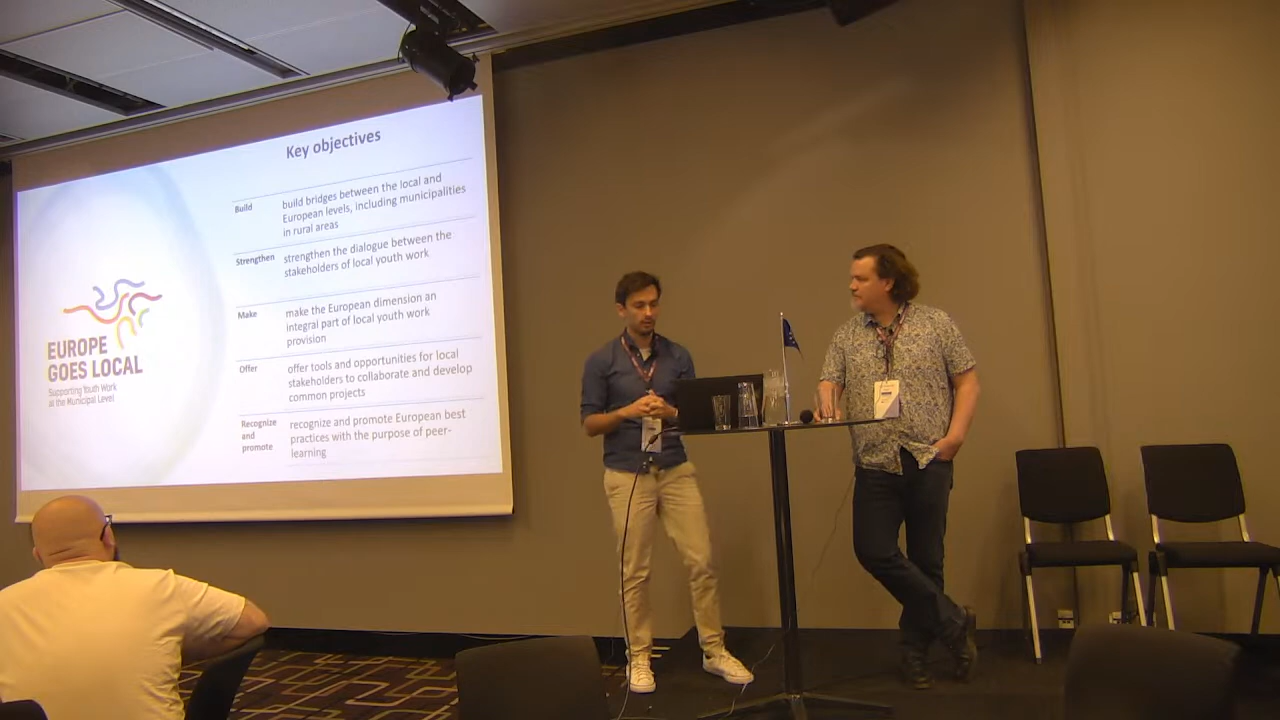 Key objectives
Build
build bridges between the local and
European levels, including municipalities
in rural areas
Strengthen
strengthen the dialogue between the
stakeholders of local youth work
Make
make the European dimension an
integral part of local youth work
provision
Offer
offer tools and opportunities for local
stakeholders to collaborate and develop
common projects
Recognize
and
promote
recognize and promote European best
practices with the purpose of peer-
learning
EUROPE
GOES LOCAL
Supporting Youth Work
at the Municipal Level